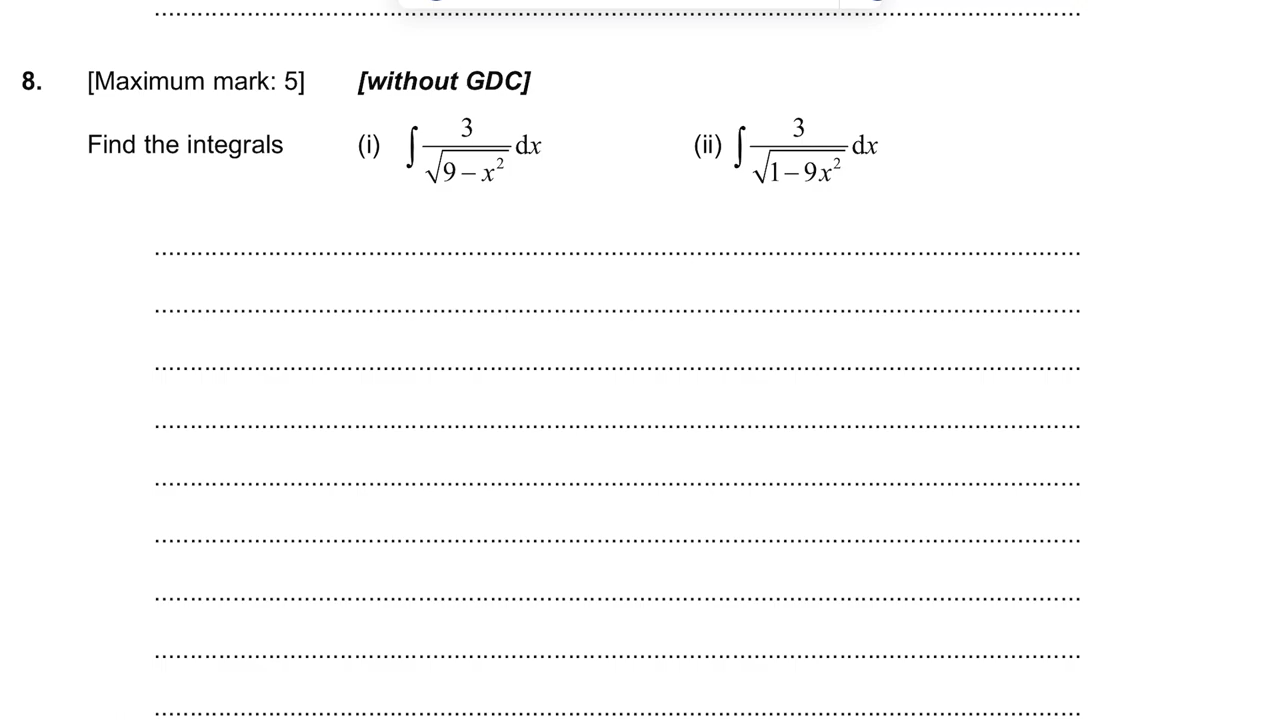 8. [Maximum mark: 5] [without GDC]
Find the integrals (i) ∫ 3/√(9 − x²) dx (ii) ∫ 3/√(1 − 9x²) dx